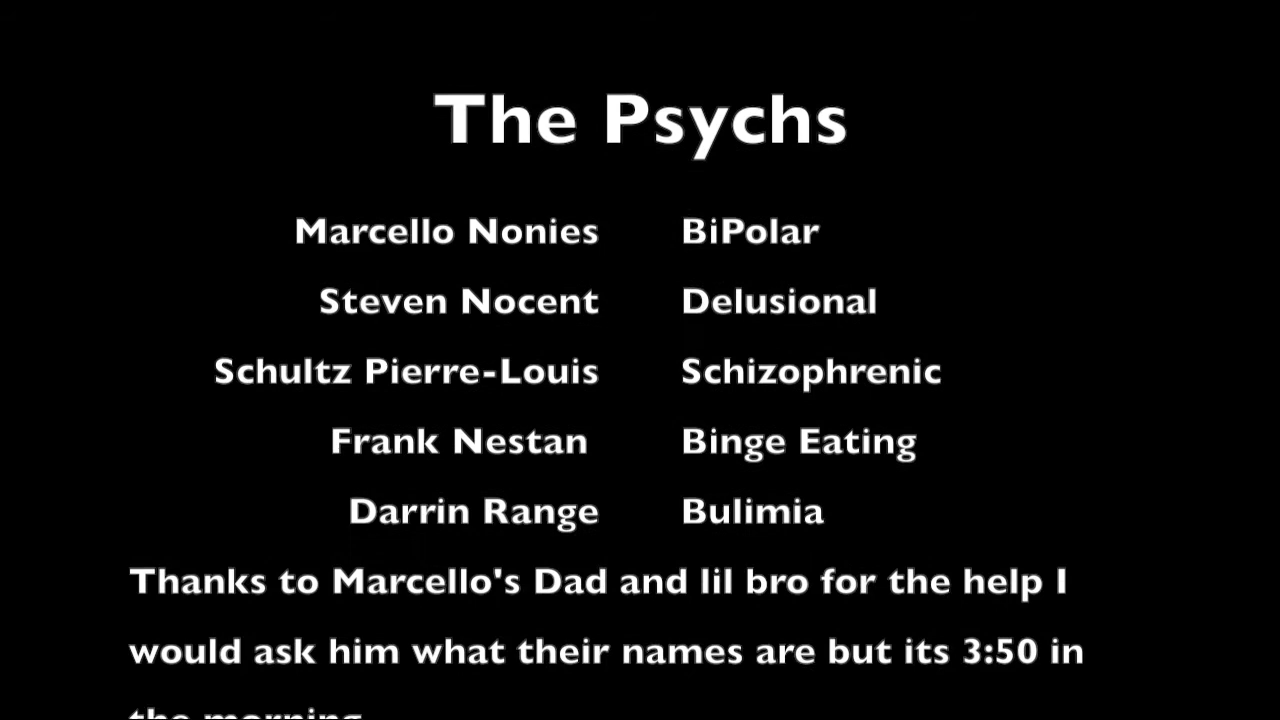 The Psychs
Marcello Nonies BiPolar
Steven Nocent Delusional
Schultz Pierre-Louis Schizophrenic
Frank Nestan Binge Eating
Darrin Range Bulimia
Thanks to Marcello's Dad and lil bro for the help I
would ask him what their names are but its 3:50 in
the morning